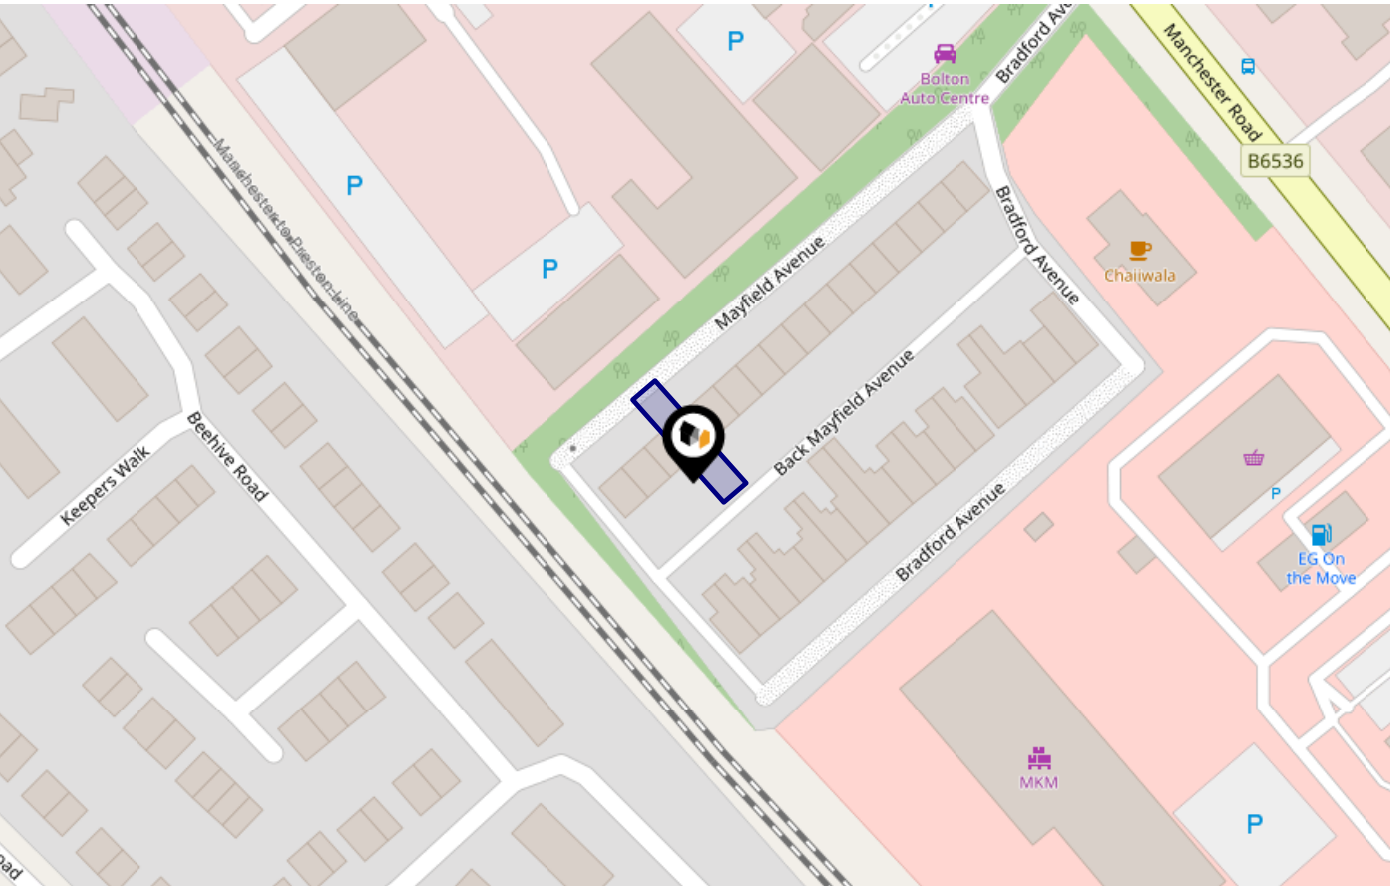 P
Bolton
Auto Centre
Bradford Ave
Manchester Road
B6536
Manchester to Preston Line
P
P
Mayfield Avenue
Bradford Avenue
Chaiiwala
Back Mayfield Avenue
Beehive Road
Keepers Walk
Bradford Avenue
P
EG On
the Move
MKM
P
oad